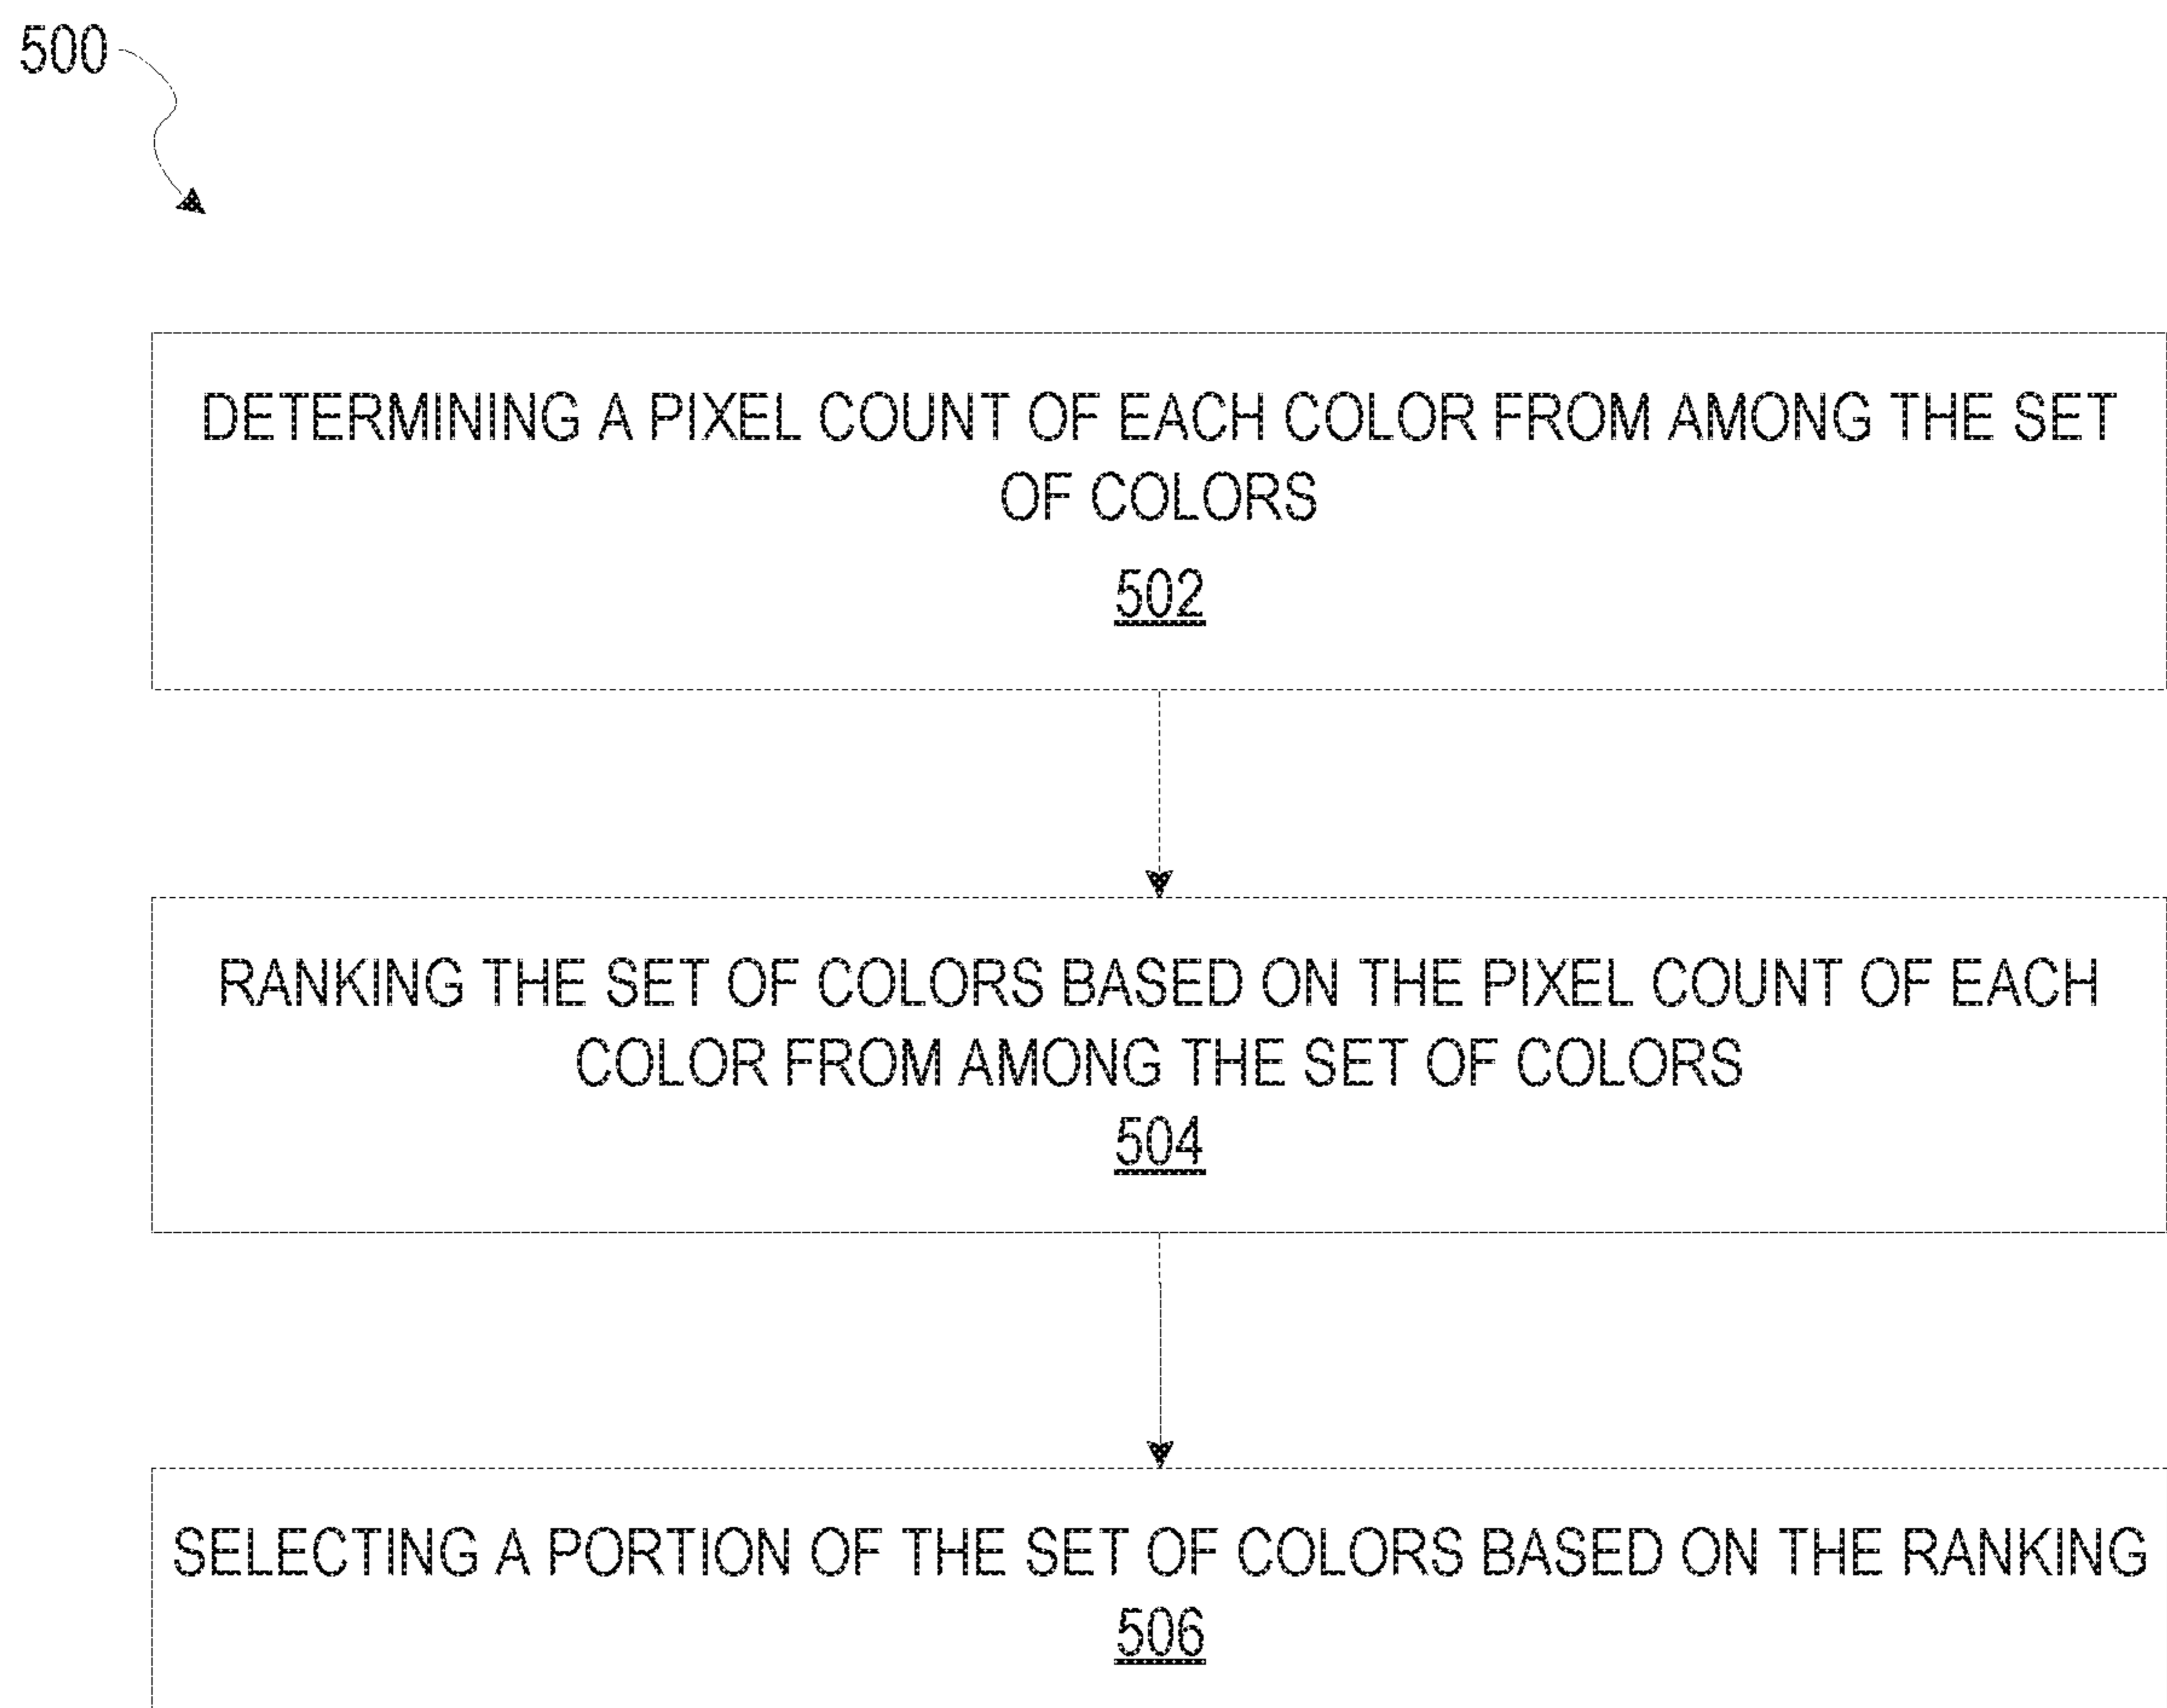 500
DETERMINING A PIXEL COUNT OF EACH COLOR FROM AMONG THE SET
OF COLORS
502
RANKING THE SET OF COLORS BASED ON THE PIXEL COUNT OF EACH
COLOR FROM AMONG THE SET OF COLORS
504
SELECTING A PORTION OF THE SET OF COLORS BASED ON THE RANKING
506